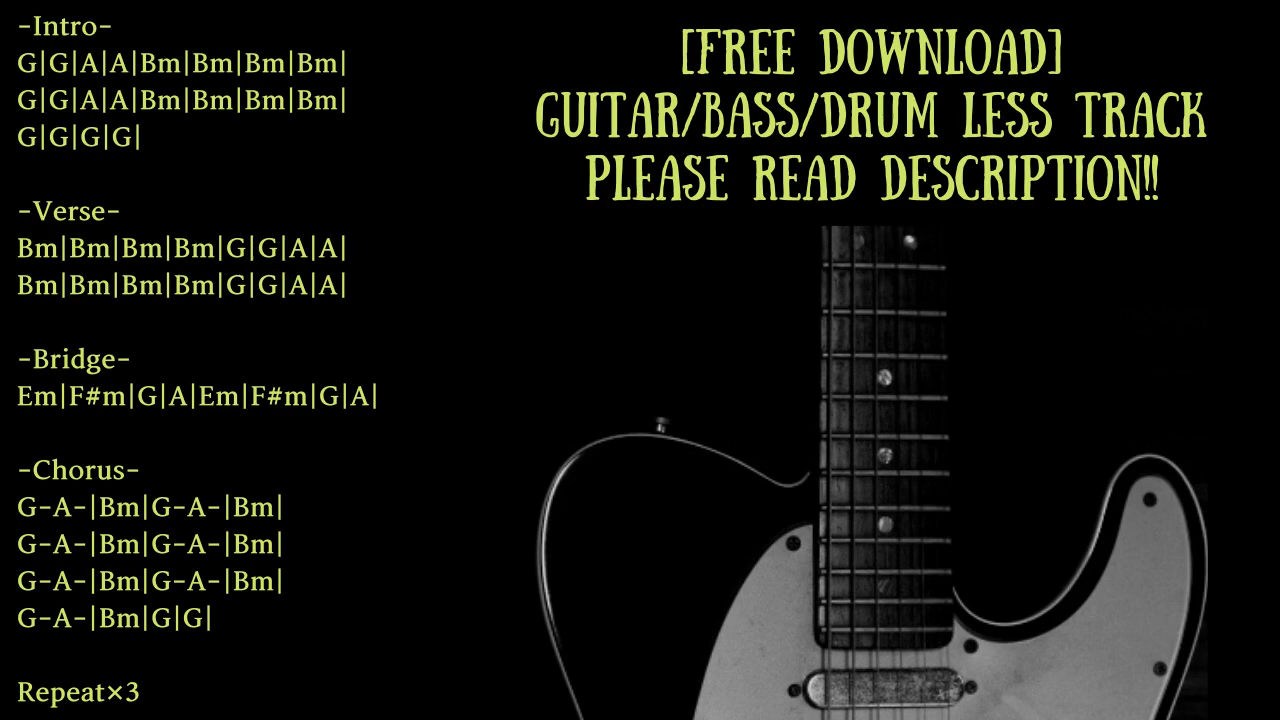 -Intro-
G|G|A|A|Bm|Bm|Bm|Bm|
G|G|A|A|Bm|Bm|Bm|Bm|
G|G|G|G|
-Verse-
Bm|Bm|Bm|Bm|G|G|A|A|
Bm|Bm|Bm|Bm|G|G|A|A|
-Bridge-
Em|F#m|G|A|Em|F#m|G|A|
-Chorus-
G-A-|Bm|G-A-|Bm|
G-A-|Bm|G-A-|Bm|
G-A-|Bm|G-A-|Bm|
G-A-|Bm|G|G|
Repeat×3
[FREE DOWNLOAD]
GUITAR/BASS/DRUM LESS TRACK
PLEASE READ DESCRIPTION!!